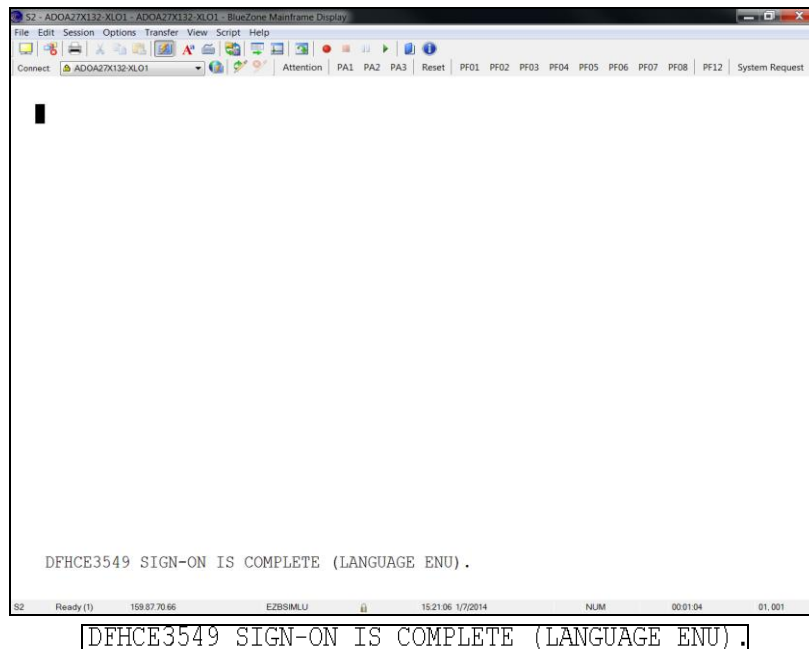 S2 - ADOA27X132-XLO1 - ADOA27X132-XLO1 - BlueZone Mainframe Display
File Edit Session Options Transfer View Script Help
Connect ADOA27X132-XLO1 Attention PA1 PA2 PA3 Reset PF01 PF02 PF03 PF04 PF05 PF06 PF07 PF08 PF12 System Request
DFHCE3549 SIGN-ON IS COMPLETE (LANGUAGE ENU).
S2 Ready (1) 159.87.70.66 EZBSIMLU 15:21:06 1/7/2014 NUM 00:01:04 01, 001
DFHCE3549 SIGN-ON IS COMPLETE (LANGUAGE ENU).